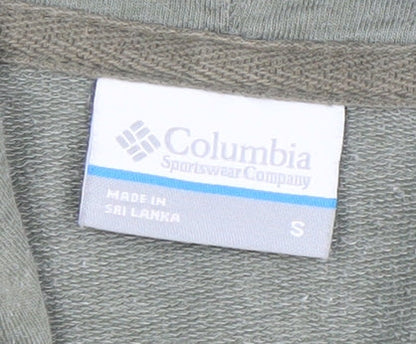 Columbia
Sportswear Company
MADE IN
SRI LANKA
S